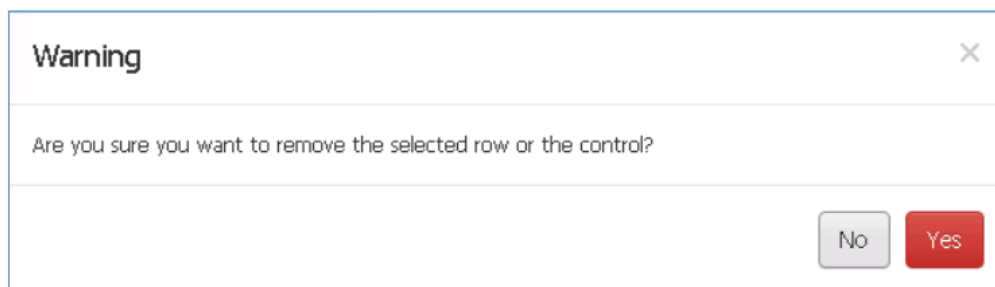 Warning
Are you sure you want to remove the selected row or the control?
No Yes